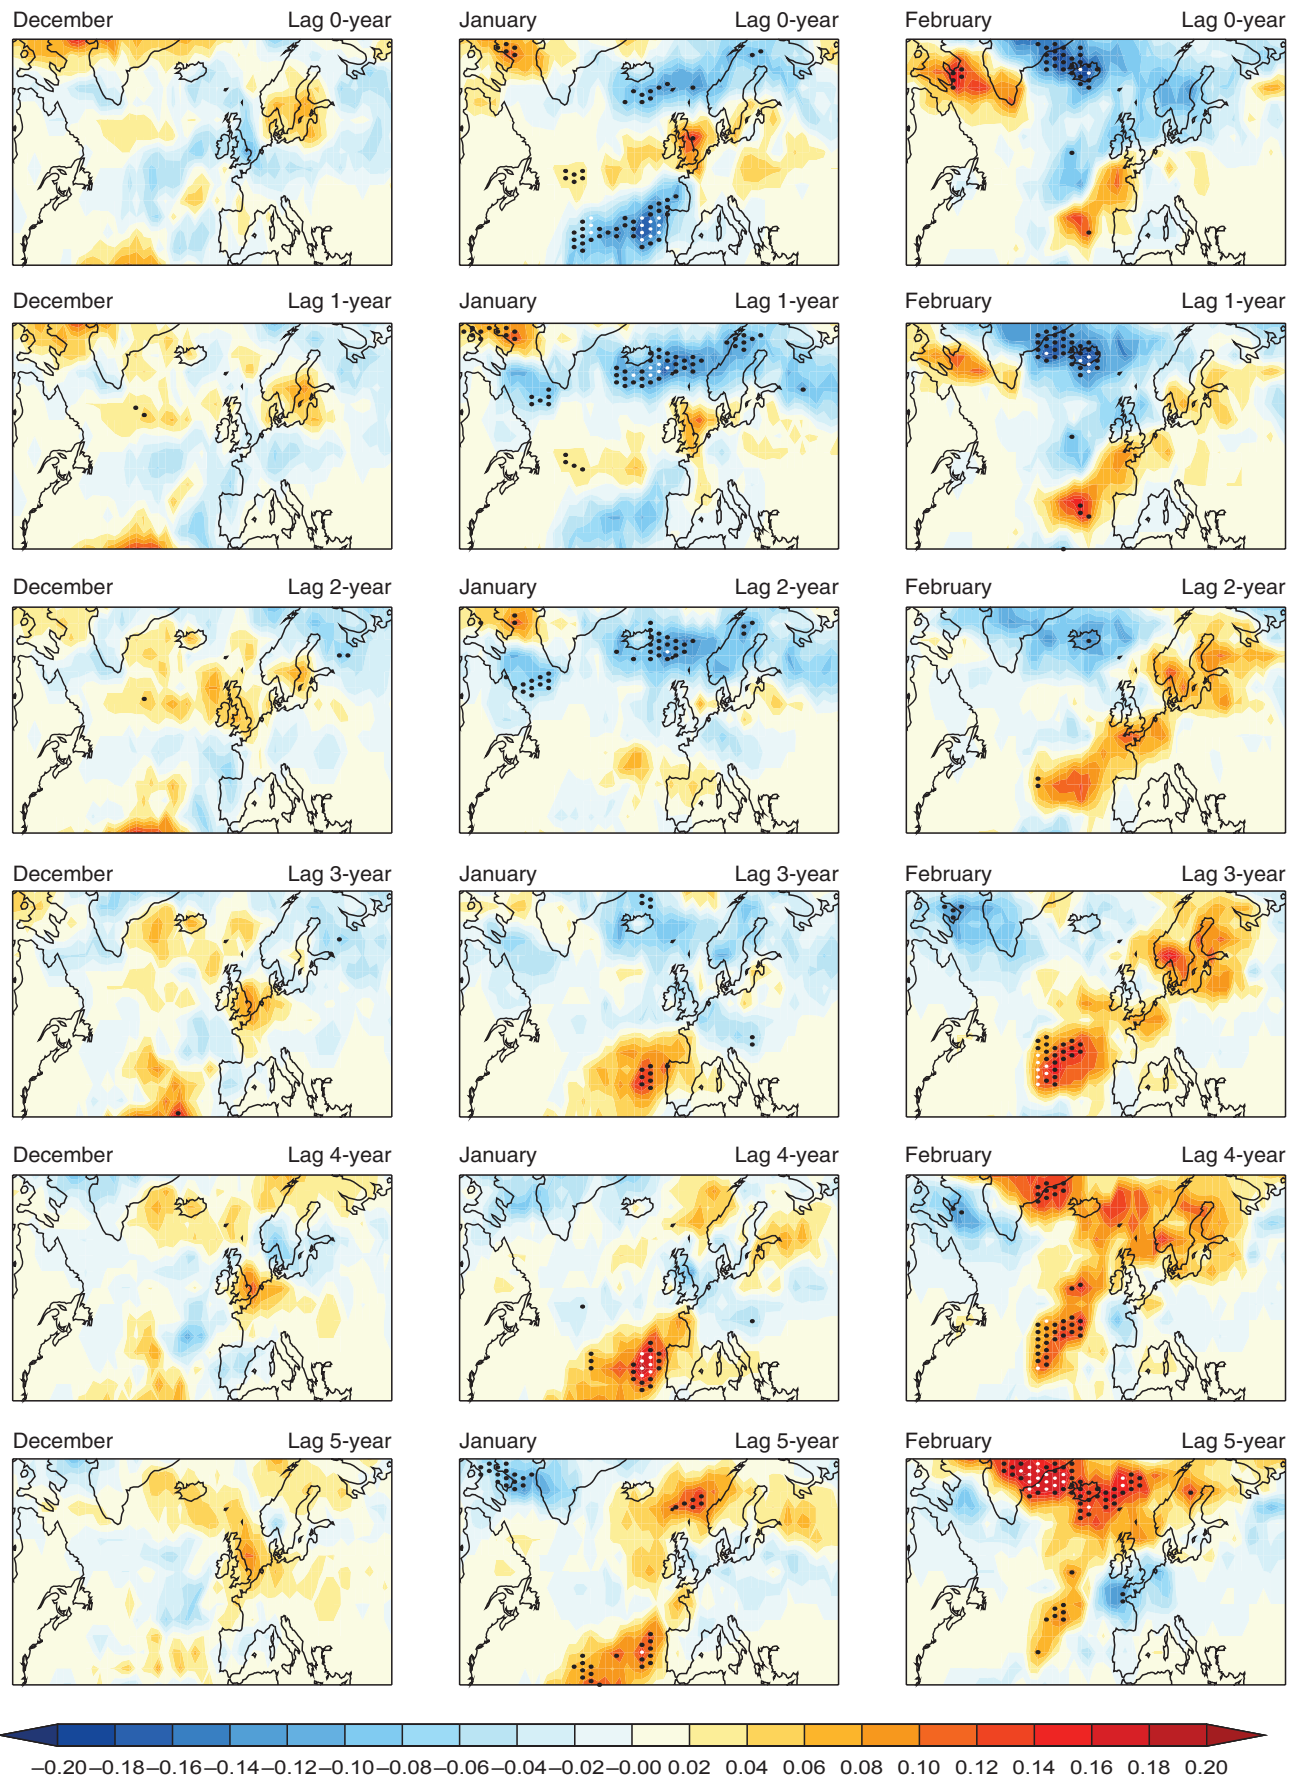 December Lag 0-year January Lag 0-year February Lag 0-year
December Lag 1-year January Lag 1-year February Lag 1-year
December Lag 2-year January Lag 2-year February Lag 2-year
December Lag 3-year January Lag 3-year February Lag 3-year
December Lag 4-year January Lag 4-year February Lag 4-year
December Lag 5-year January Lag 5-year February Lag 5-year
−0.20 −0.18 −0.16 −0.14 −0.12 −0.10 −0.08 −0.06 −0.04 −0.02 −0.00 0.02 0.04 0.06 0.08 0.10 0.12 0.14 0.16 0.18 0.20